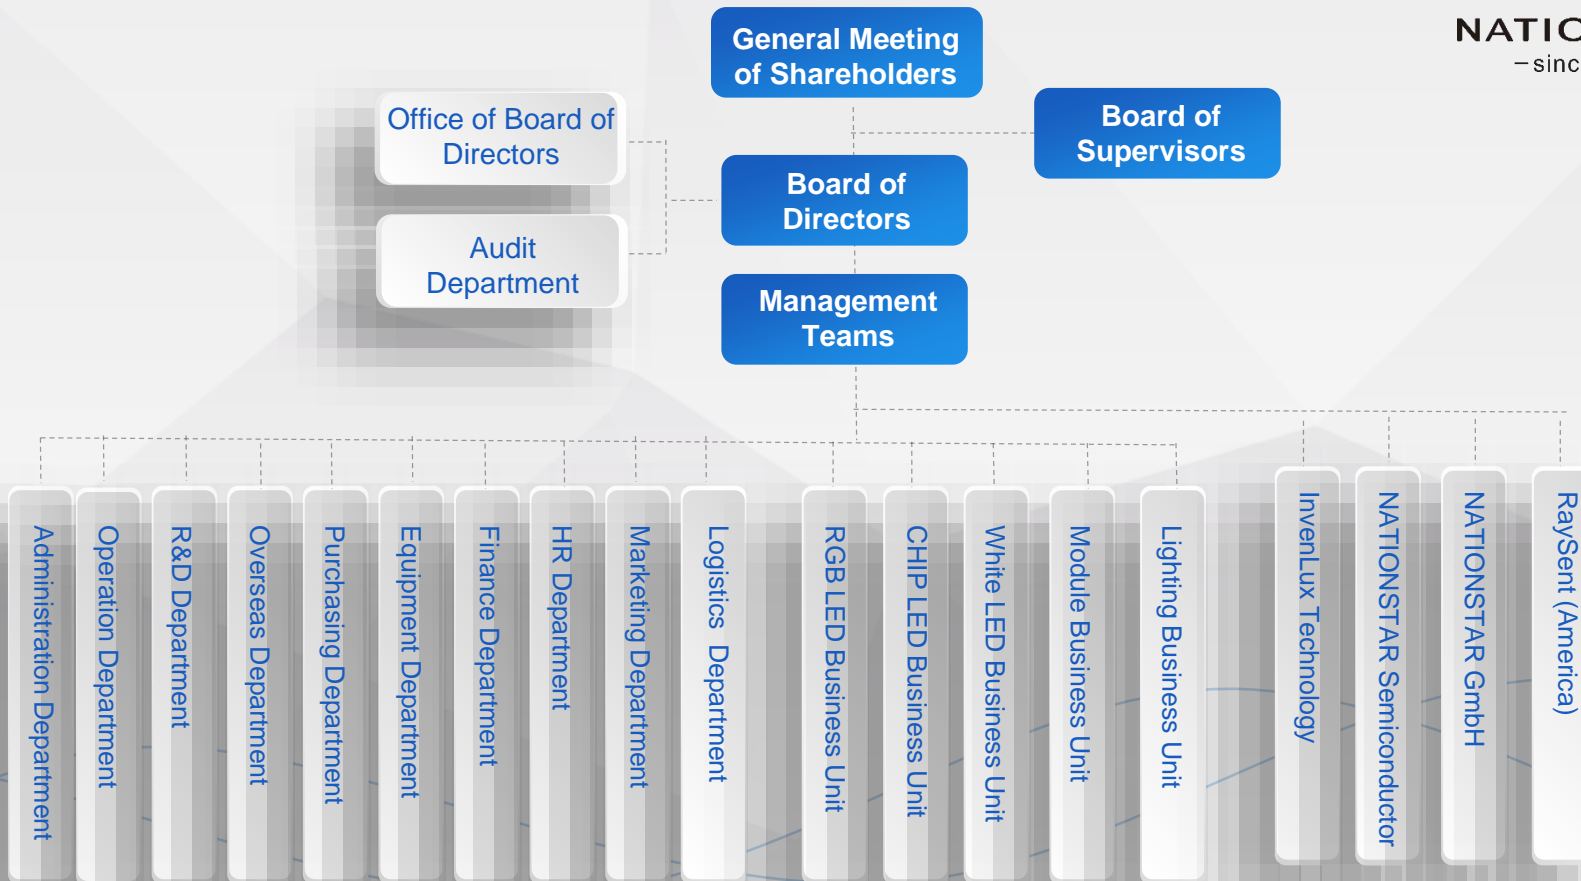 NATIO
–sinc
General Meeting
of Shareholders
Office of Board of
Directors
Board of
Supervisors
Board of
Directors
Audit
Department
Management
Teams
Administration Department
Operation Department
R&D Department
Overseas Department
Purchasing Department
Equipment Department
Finance Department
HR Department
Marketing Department
Logistics Department
RGB LED Business Unit
CHIP LED Business Unit
White LED Business Unit
Module Business Unit
Lighting Business Unit
InvenLux Technology
NATIONSTAR Semiconductor
NATIONSTAR GmbH
RaySent (America)